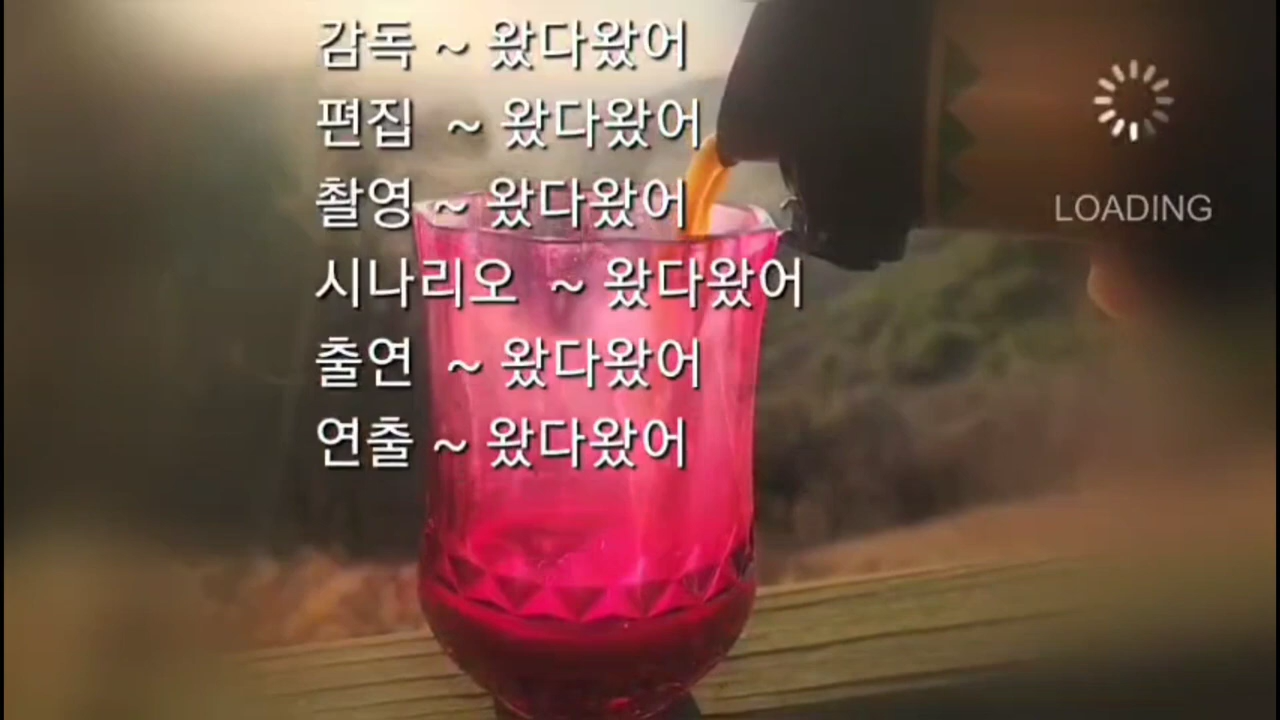 감독 ~ 왔다왔어
편집 ~ 왔다왔어
촬영 ~ 왔다왔어
시나리오 ~ 왔다왔어
출연 ~ 왔다왔어
연출 ~ 왔다왔어
LOADING